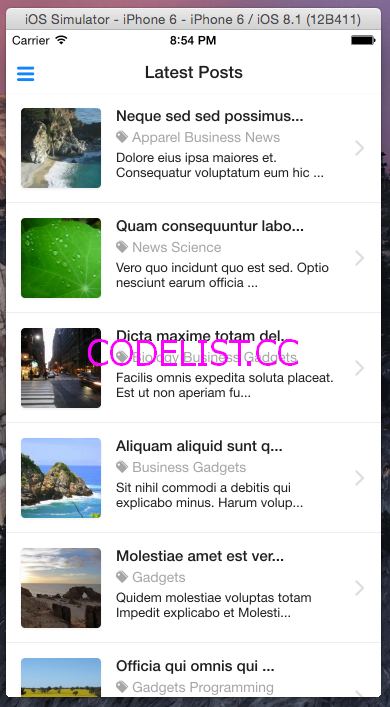 iOS Simulator - iPhone 6 - iPhone 6 / iOS 8.1 (12B411)
Carrier 8:54 PM
Latest Posts
Neque sed sed possimus...
Apparel Business News
Dolore eius ipsa maiores et.
Consequatur voluptatum eum hic ...
Quam consequuntur labo...
News Science
Vero quo incidunt quo est sed. Optio
nesciunt earum officia ...
Dicta maxime totam del...
CODELIST.CC
Biology Business Gadgets
Facilis omnis expedita soluta placeat.
Est ut non aperiam fu...
Aliquam aliquid sunt q...
Business Gadgets
Sit nihil commodi a debitis qui
explicabo minus. Harum volup...
Molestiae amet est ver...
Gadgets
Quidem molestiae voluptas totam
Impedit explicabo et Molesti...
Officia qui omnis qui ...
Gadgets Programming